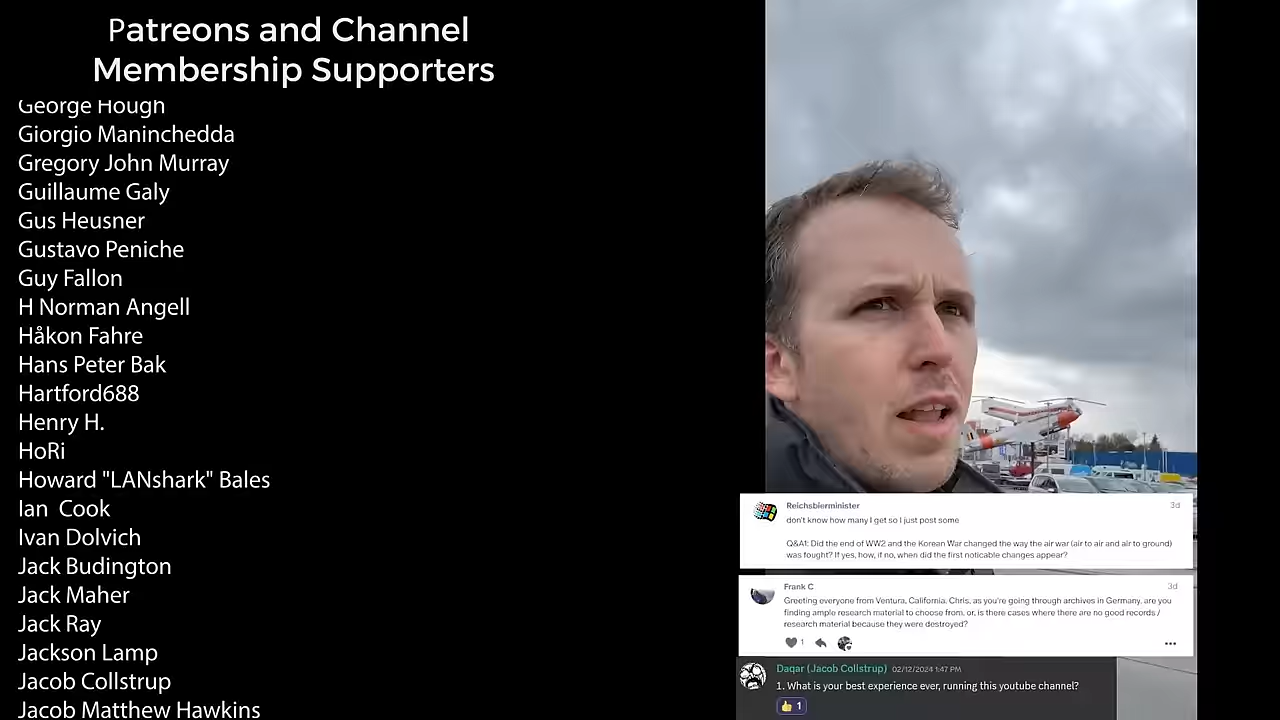 Patreons and Channel
Membership Supporters
George Hough
Giorgio Maninchedda
Gregory John Murray
Guillaume Galy
Gus Heusner
Gustavo Peniche
Guy Fallon
H Norman Angell
Håkon Fahre
Hans Peter Bak
Hartford688
Henry H.
HoRi
Howard "LANshark" Bales
Ian  Cook
Ivan Dolvich
Jack Budington
Jack Maher
Jack Ray
Jackson Lamp
Jacob Collstrup
Jacob Matthew Hawkins
Reichsbierminister 3d
don't know how many I get so I just post some
Q&A1: Did the end of WW2 and the Korean War changed the way the air war (air to air and air to ground)
was fought? If yes, how, if no, when did the first noticable changes appear?
Frank C 3d
Greeting everyone from Ventura, California. Chris, as you're going through archives in Germany, are you
finding ample research material to choose from, or, is there cases where there are no good records /
research material because they were destroyed?
1
Daqar (Jacob Collstrup) 02/12/2024 1:47 PM
1. What is your best experience ever, running this youtube channel?
1